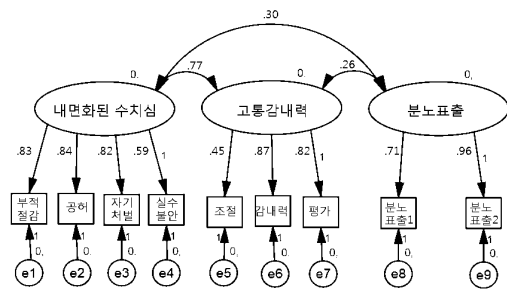 .30
.77
.26
0,
0,
0,
내면화된 수치심
고통감내력
분노표출
.83
.84
.82
.59
1
.45
.87
.82
1
.71
.96
1
부적
절감
공허
자기
처벌
실수
불안
조절
감내력
평가
분노
표출1
분노
표출2
1
1
1
1
1
1
1
1
1
0,
0,
0,
0,
0,
0,
0,
0,
0,
e1
e2
e3
e4
e5
e6
e7
e8
e9